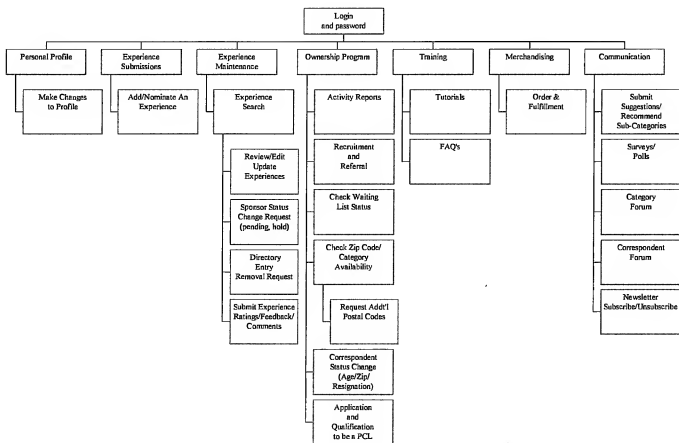 Login
and password
Personal Profile
Experience
Submissions
Experience
Maintenance
Ownership Program
Training
Merchandising
Communication
Make Changes
to Profile
Add/Nominate An
Experience
Experience
Search
Review/Edit
Update
Experiences
Sponsor Status
Change Request
(pending, hold)
Directory
Entry
Removal Request
Submit Experience
Ratings/Feedback/
Comments
Activity Reports
Recruitment
and
Referral
Check Waiting
List Status
Check Zip Code/
Category
Availability
Request Addt'l
Postal Codes
Correspondent
Status Change
(Age/Zip/
Resignation)
Application
and
Qualification
to be a PCL
Tutorials
FAQ's
Order &
Fulfillment
Submit
Suggestions/
Recommend
Sub-Categories
Surveys/
Polls
Category
Forum
Correspondent
Forum
Newsletter
Subscribe/Unsubscribe